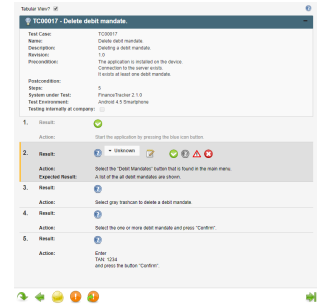 Tabular View?
TC00017 - Delete debit mandate.
Test Case: TC00017
Name: Delete debit mandate.
Description: Deleting a debit mandate.
Revision: 1.0
Precondition: The application is installed on the device.
Connection to the server exists.
It exists at least one debit mandate.
Postcondition:
Steps: 5
System under Test: FinanceTracker 2.1.0
Test Environment: Android 4.5 Smartphone
Testing internally at company:
1. Result:
Action: Start the application by pressing the blue icon button.
2. Result: Unknown
Action: Select the "Debit Mandates" button that is found in the main menu.
Expected Result: A list of the all debit mandates are shown.
3. Result:
Action: Select gray trashcan to delete a debit mandate.
4. Result:
Action: Select the one or more debit mandate and press "Confirm".
5. Result:
Action: Enter
TAN: 1234
and press the button "Confirm".